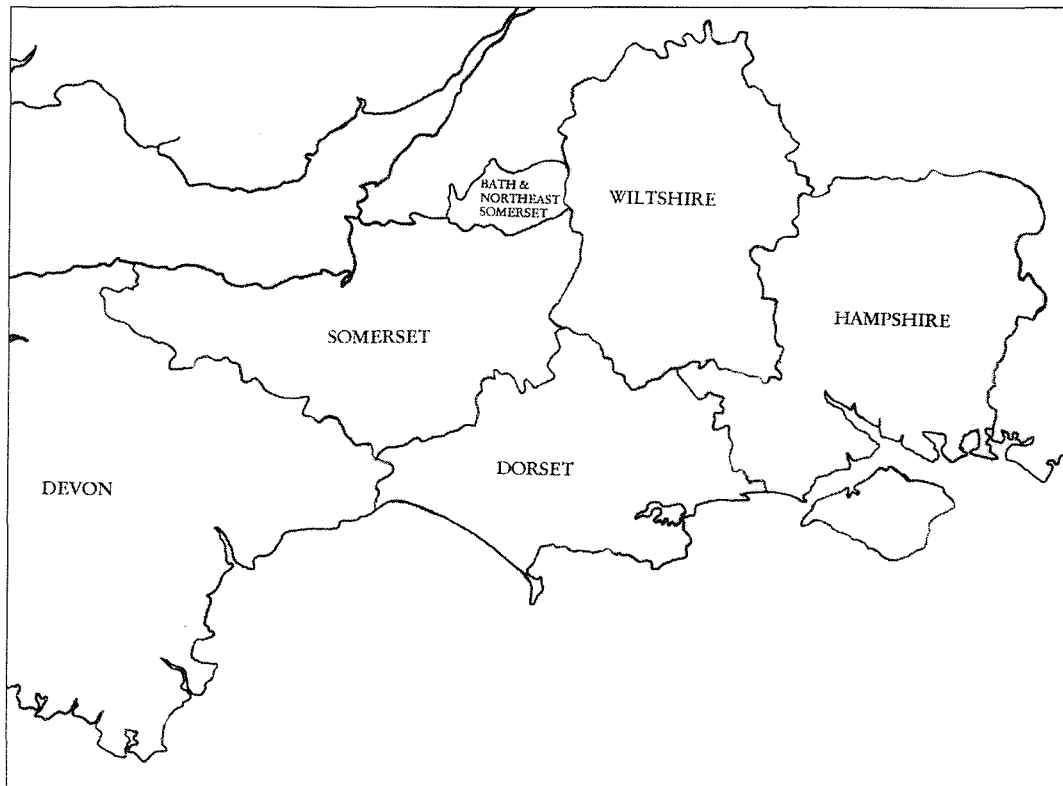 BATH &
NORTHEAST
SOMERSET
WILTSHIRE
HAMPSHIRE
SOMERSET
DORSET
DEVON